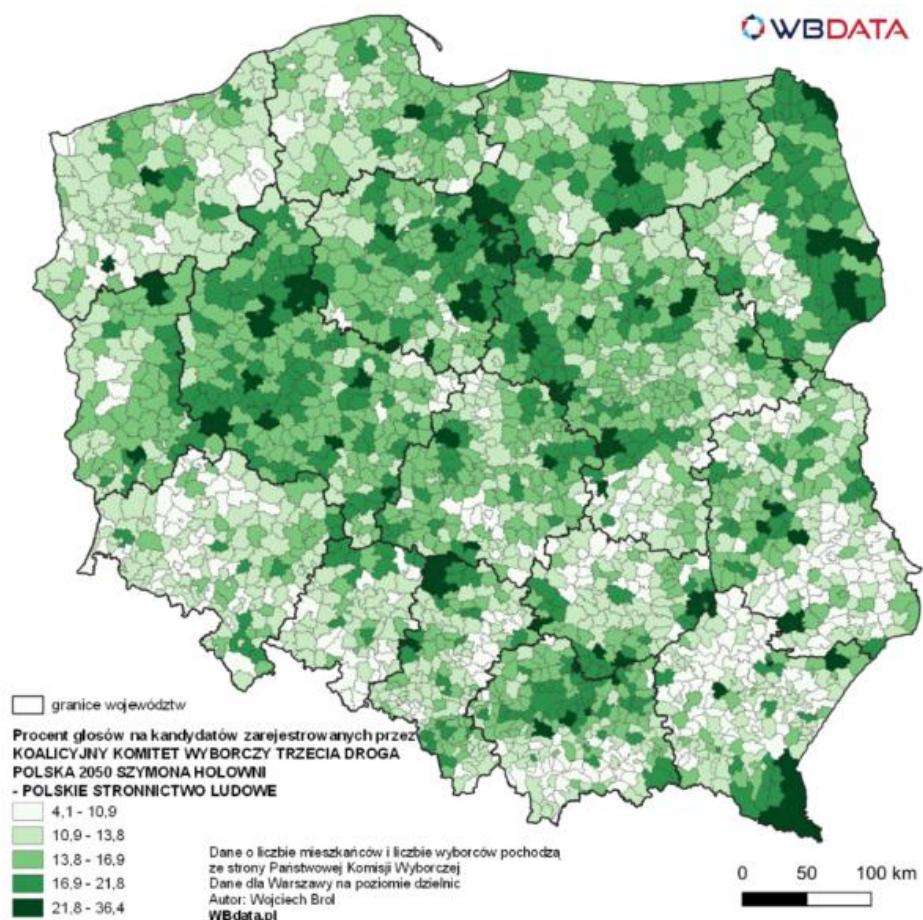 WBDATA
granice województw
Procent głosów na kandydatów zarejestrowanych przez
KOALICYJNY KOMITET WYBORCZY TRZECIA DROGA
POLSKA 2050 SZYMONA HOŁOWNI
- POLSKIE STRONNICTWO LUDOWE
4,1 - 10,9
10,9 - 13,8
13,8 - 16,9
16,9 - 21,8
21,8 - 36,4
Dane o liczbie mieszkańców i liczbie wyborców pochodzą
ze strony Państwowej Komisji Wyborczej
Dane dla Warszawy na poziomie dzielnic
Autor: Wojciech Brol
WBdata.pl
0 50 100 km